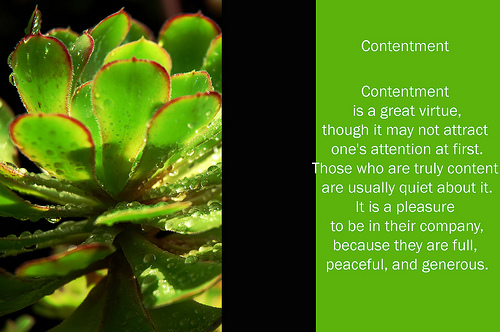 Contentment
Contentment
is a great virtue,
though it may not attract
one's attention at first.
Those who are truly content
are usually quiet about it.
It is a pleasure
to be in their company,
because they are full,
peaceful, and generous.